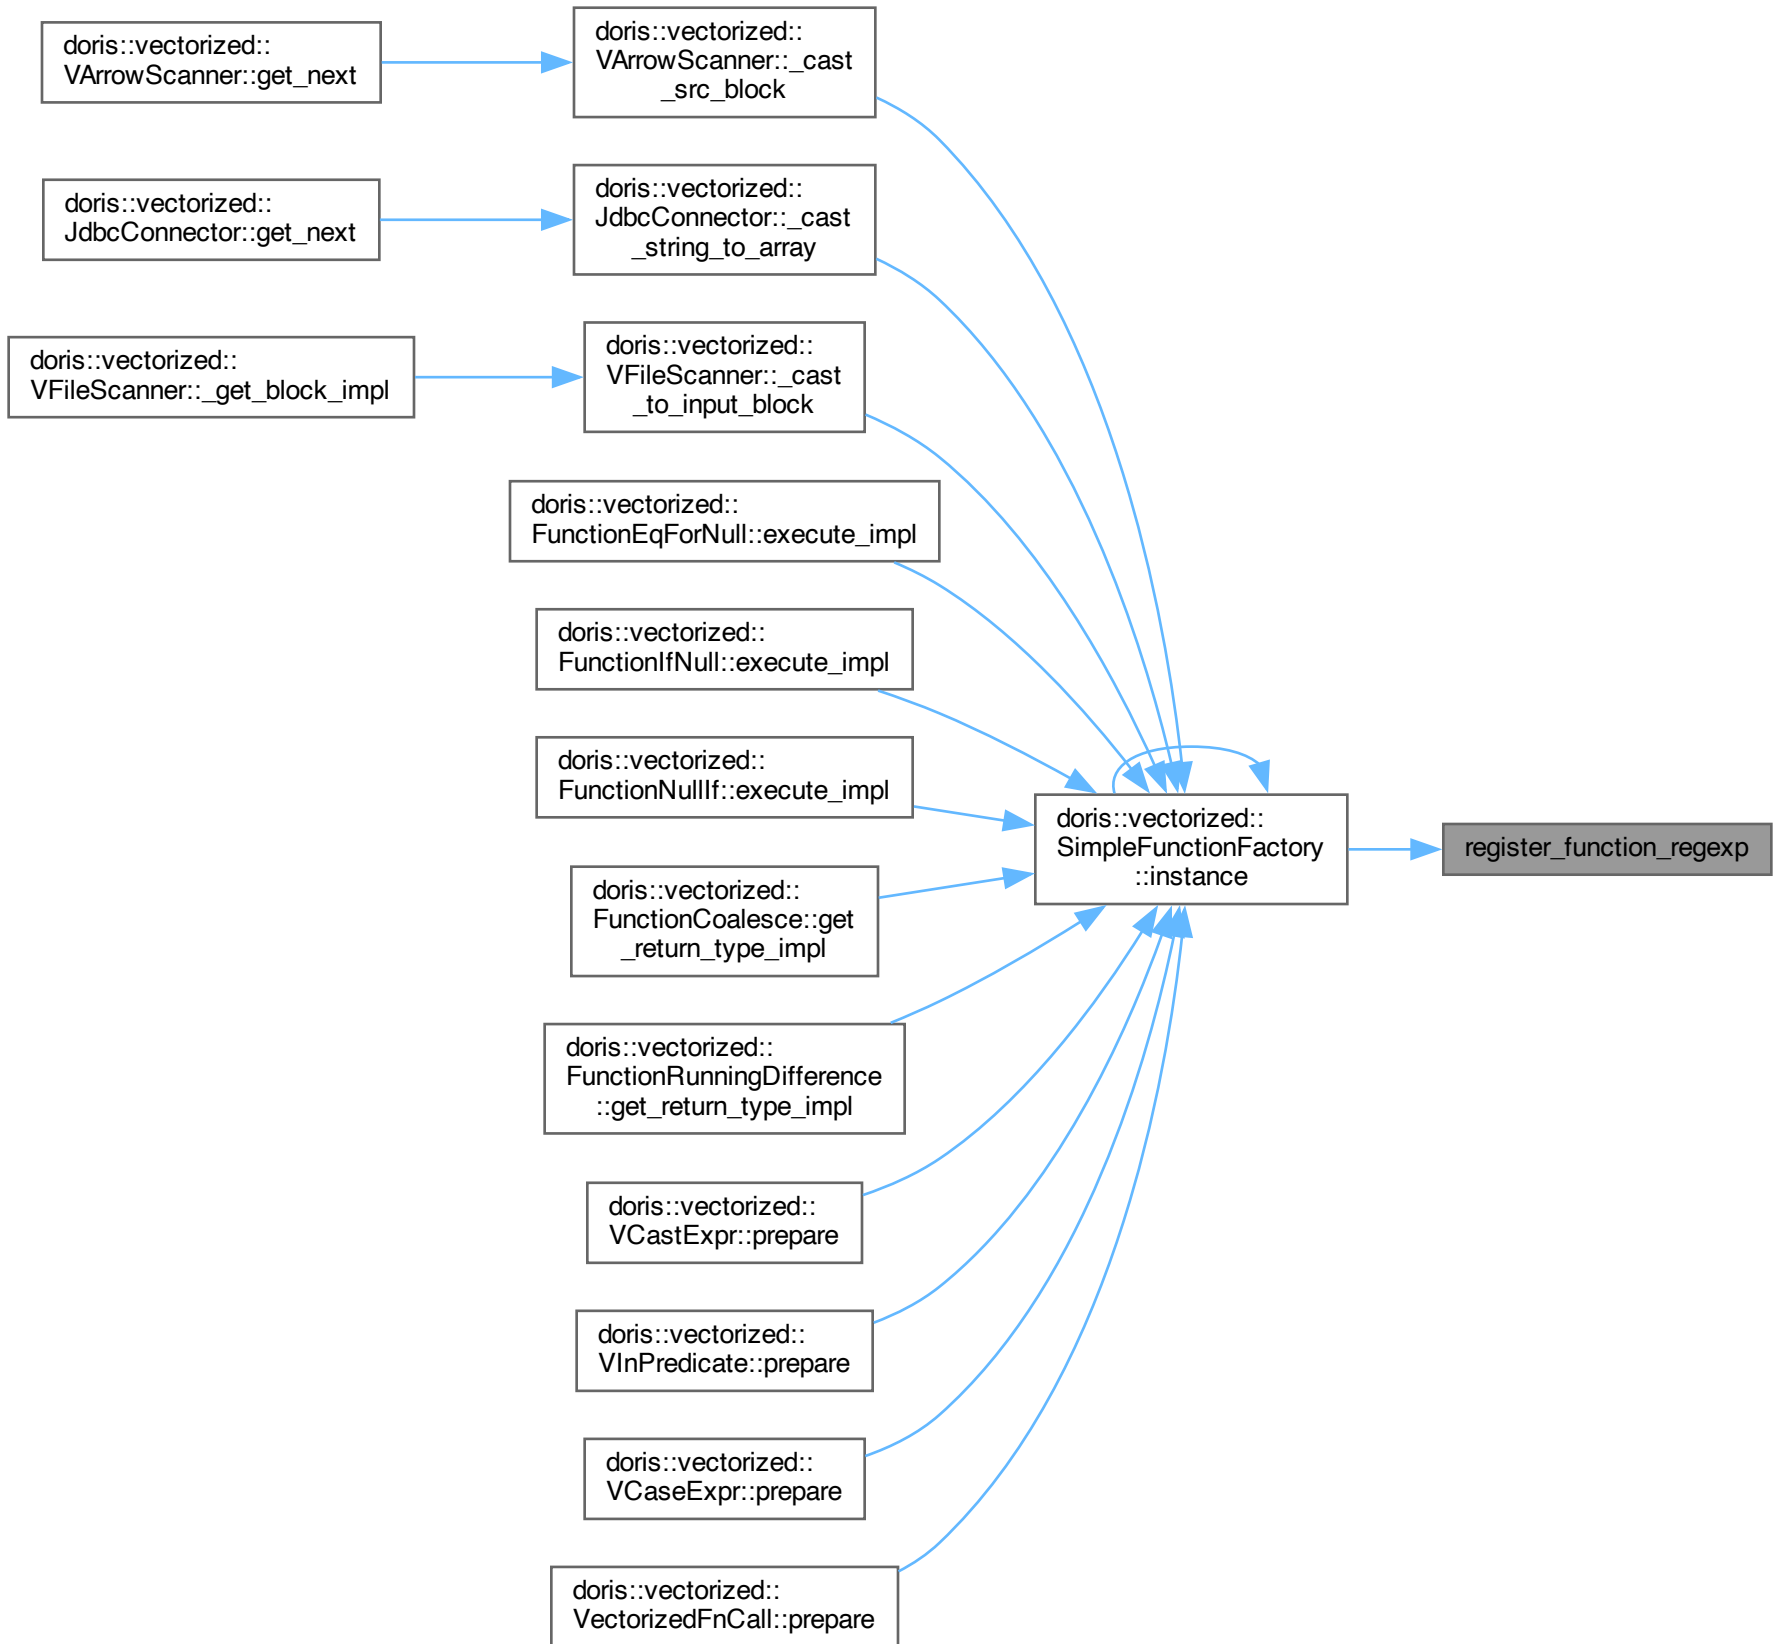 doris::vectorized::
VArrowScanner::get_next
doris::vectorized::
VArrowScanner::_cast
_src_block
doris::vectorized::
JdbcConnector::get_next
doris::vectorized::
JdbcConnector::_cast
_string_to_array
doris::vectorized::
VFileScanner::_get_block_impl
doris::vectorized::
VFileScanner::_cast
_to_input_block
doris::vectorized::
FunctionEqForNull::execute_impl
doris::vectorized::
FunctionIfNull::execute_impl
doris::vectorized::
FunctionNullIf::execute_impl
doris::vectorized::
SimpleFunctionFactory
::instance
register_function_regexp
doris::vectorized::
FunctionCoalesce::get
_return_type_impl
doris::vectorized::
FunctionRunningDifference
::get_return_type_impl
doris::vectorized::
VCastExpr::prepare
doris::vectorized::
VInPredicate::prepare
doris::vectorized::
VCaseExpr::prepare
doris::vectorized::
VectorizedFnCall::prepare